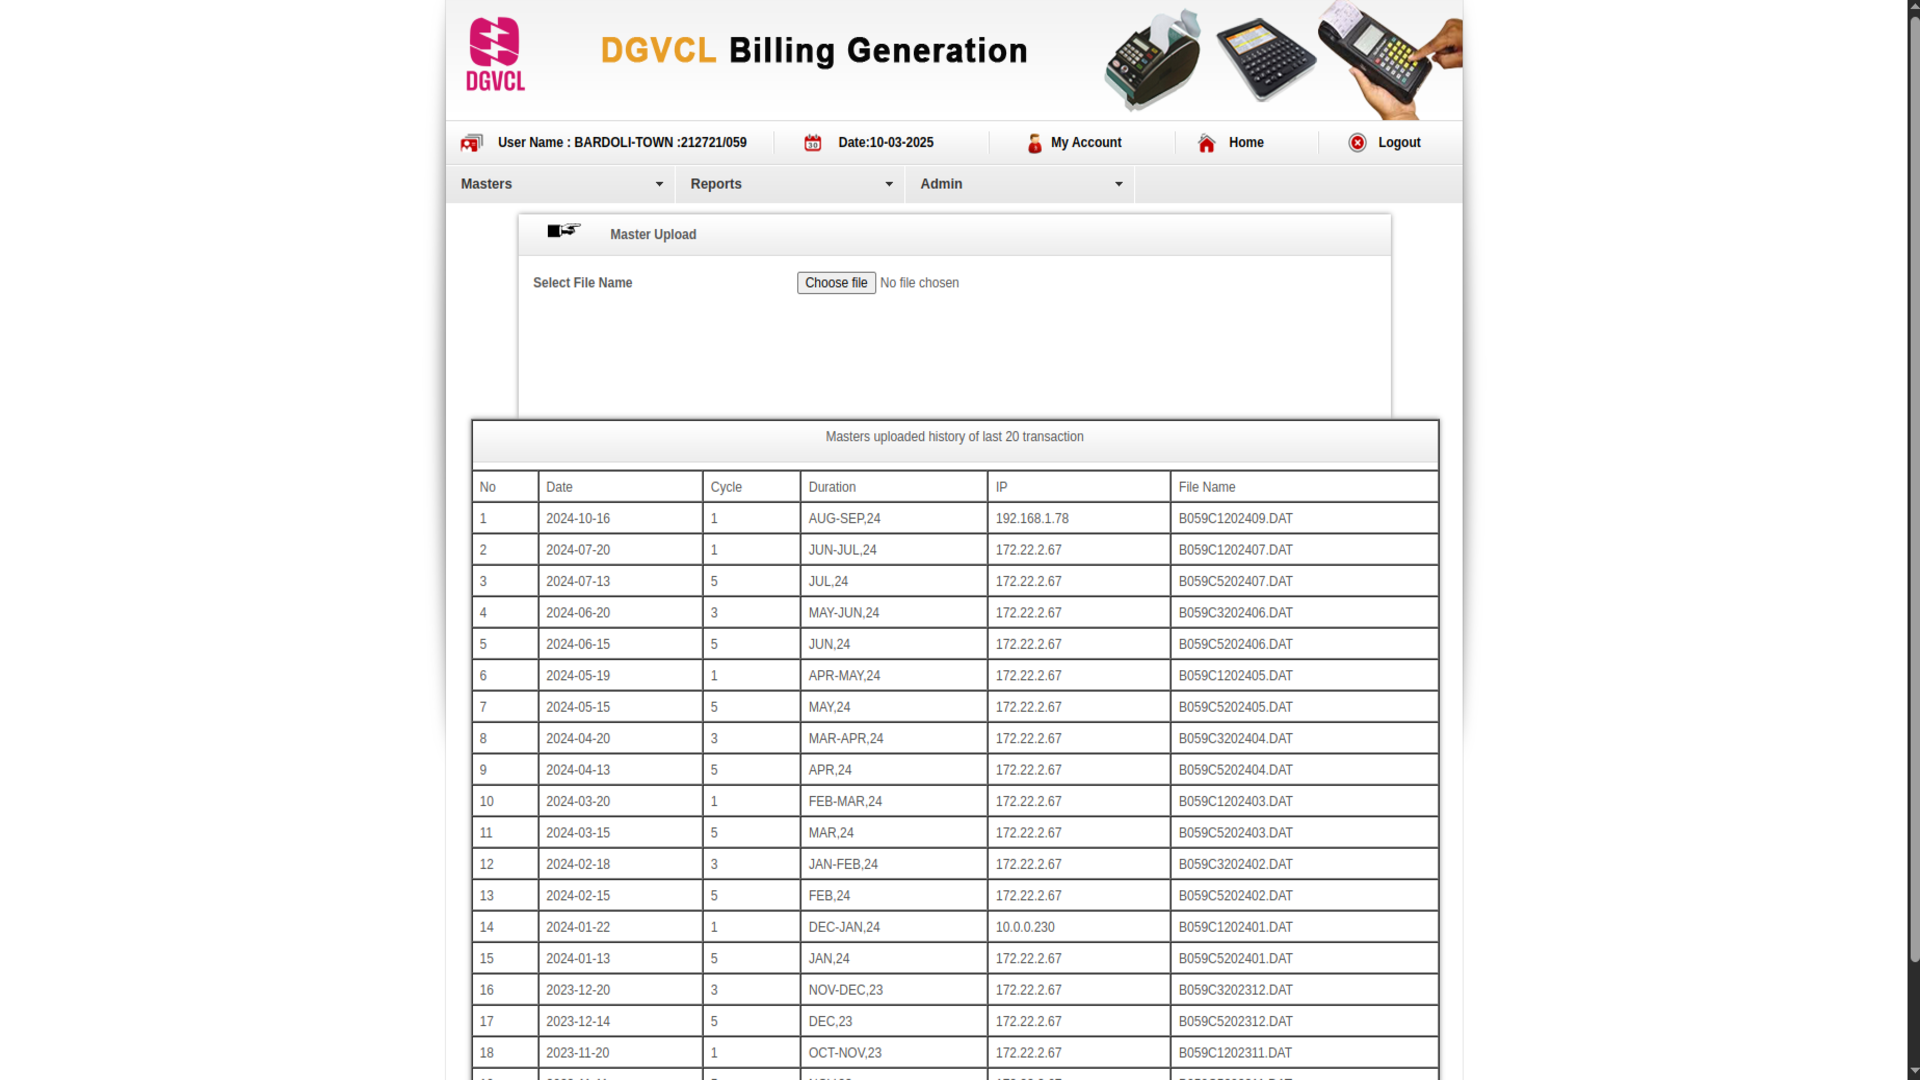 DGVCL
DGVCL Billing Generation
User Name : BARDOLI-TOWN :212721/059 Date:10-03-2025 My Account Home Logout
Masters Reports Admin
Master Upload
Select File Name Choose file No file chosen
Masters uploaded history of last 20 transaction
No Date Cycle Duration IP File Name
1 2024-10-16 1 AUG-SEP,24 192.168.1.78 B059C1202409.DAT
2 2024-07-20 1 JUN-JUL,24 172.22.2.67 B059C1202407.DAT
3 2024-07-13 5 JUL,24 172.22.2.67 B059C5202407.DAT
4 2024-06-20 3 MAY-JUN,24 172.22.2.67 B059C3202406.DAT
5 2024-06-15 5 JUN,24 172.22.2.67 B059C5202406.DAT
6 2024-05-19 1 APR-MAY,24 172.22.2.67 B059C1202405.DAT
7 2024-05-15 5 MAY,24 172.22.2.67 B059C5202405.DAT
8 2024-04-20 3 MAR-APR,24 172.22.2.67 B059C3202404.DAT
9 2024-04-13 5 APR,24 172.22.2.67 B059C5202404.DAT
10 2024-03-20 1 FEB-MAR,24 172.22.2.67 B059C1202403.DAT
11 2024-03-15 5 MAR,24 172.22.2.67 B059C5202403.DAT
12 2024-02-18 3 JAN-FEB,24 172.22.2.67 B059C3202402.DAT
13 2024-02-15 5 FEB,24 172.22.2.67 B059C5202402.DAT
14 2024-01-22 1 DEC-JAN,24 10.0.0.230 B059C1202401.DAT
15 2024-01-13 5 JAN,24 172.22.2.67 B059C5202401.DAT
16 2023-12-20 3 NOV-DEC,23 172.22.2.67 B059C3202312.DAT
17 2023-12-14 5 DEC,23 172.22.2.67 B059C5202312.DAT
18 2023-11-20 1 OCT-NOV,23 172.22.2.67 B059C1202311.DAT